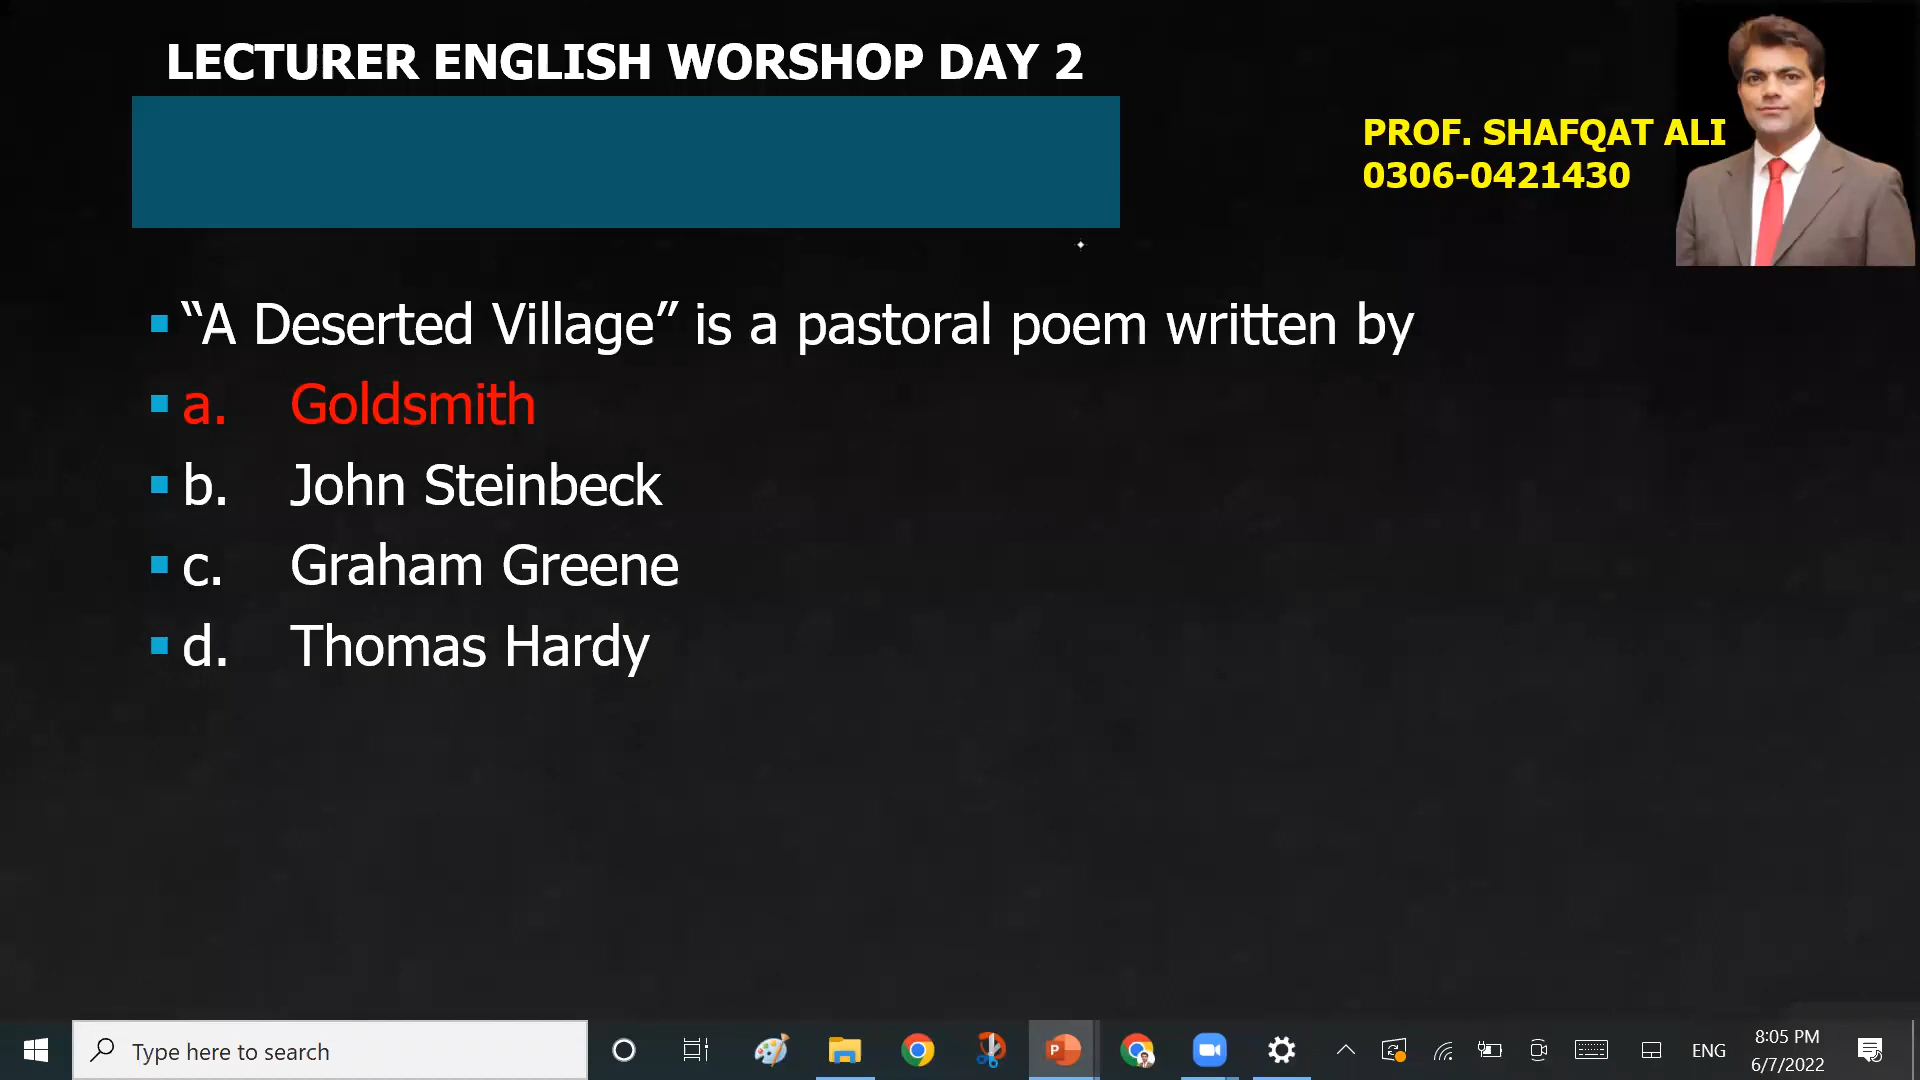 LECTURER ENGLISH WORSHOP DAY 2
PROF. SHAFQAT ALI
0306-0421430
“A Deserted Village” is a pastoral poem written by
a. Goldsmith
b. John Steinbeck
c. Graham Greene
d. Thomas Hardy
Type here to search
ENG
8:05 PM
6/7/2022